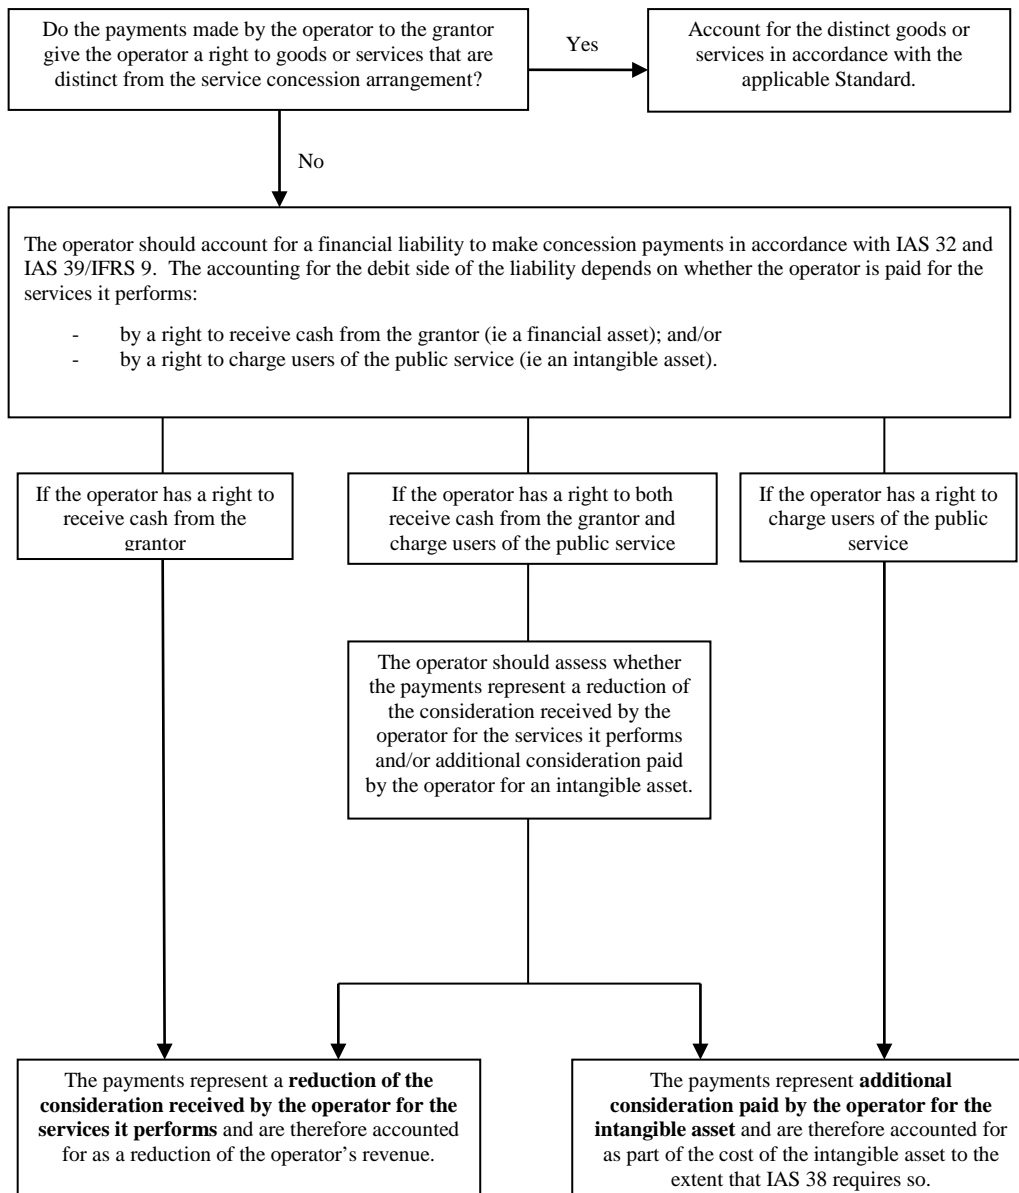 Do the payments made by the operator to the grantor
give the operator a right to goods or services that are
distinct from the service concession arrangement?
Yes
Account for the distinct goods or
services in accordance with the
applicable Standard.
No
The operator should account for a financial liability to make concession payments in accordance with IAS 32 and
IAS 39/IFRS 9. The accounting for the debit side of the liability depends on whether the operator is paid for the
services it performs:
- by a right to receive cash from the grantor (ie a financial asset); and/or
- by a right to charge users of the public service (ie an intangible asset).
If the operator has a right to
receive cash from the
grantor
If the operator has a right to both
receive cash from the grantor and
charge users of the public service
If the operator has a right to
charge users of the public
service
The operator should assess whether
the payments represent a reduction of
the consideration received by the
operator for the services it performs
and/or additional consideration paid
by the operator for an intangible asset.
The payments represent a reduction of the
consideration received by the operator for the
services it performs and are therefore accounted
for as a reduction of the operator's revenue.
The payments represent additional
consideration paid by the operator for the
intangible asset and are therefore accounted for
as part of the cost of the intangible asset to the
extent that IAS 38 requires so.